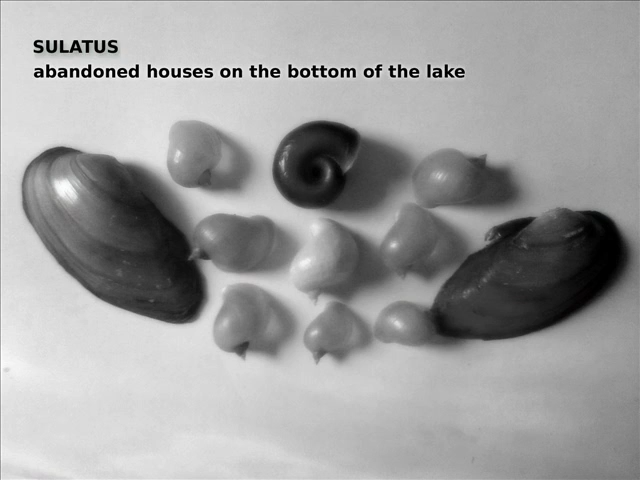 SULATUS
abandoned houses on the bottom of the lake